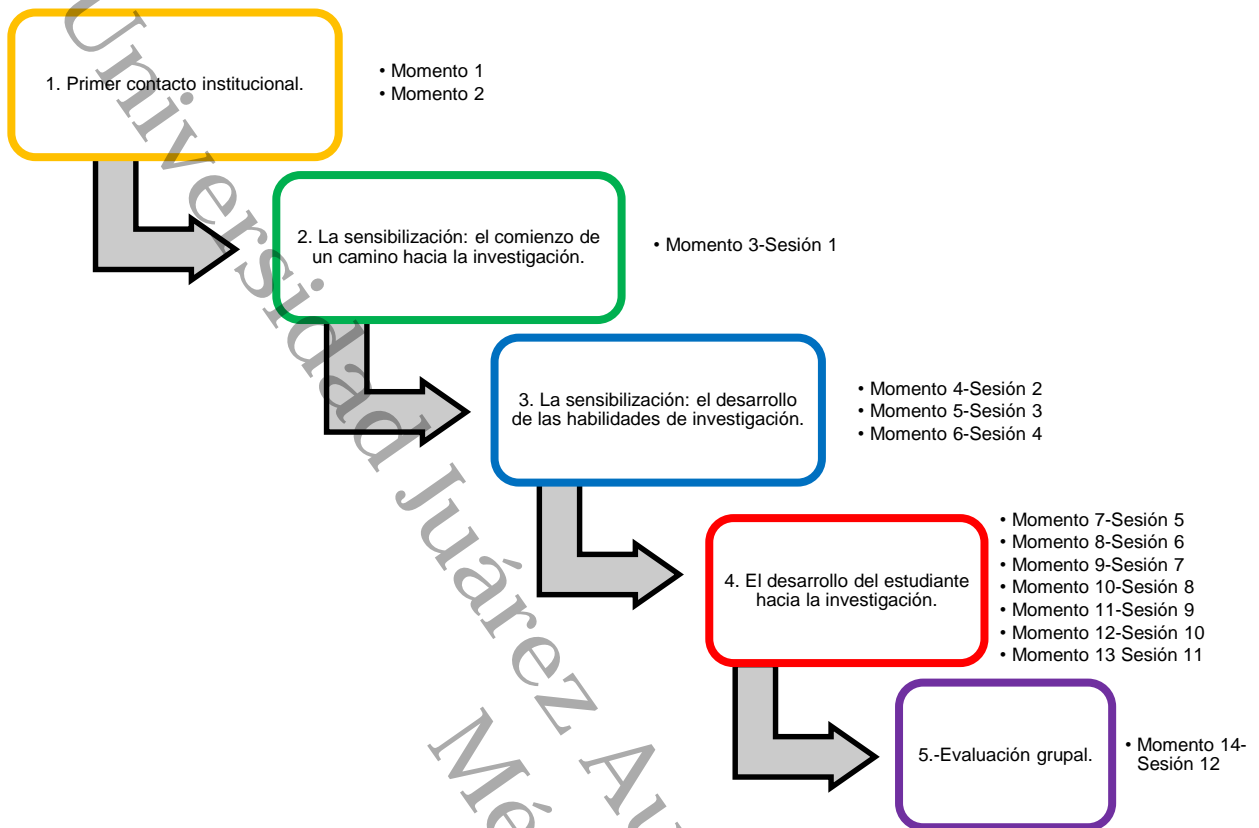 1. Primer contacto institucional.
• Momento 1
• Momento 2
2. La sensibilización: el comienzo de
un camino hacia la investigación.
• Momento 3-Sesión 1
3. La sensibilización: el desarrollo
de las habilidades de investigación.
• Momento 4-Sesión 2
• Momento 5-Sesión 3
• Momento 6-Sesión 4
4. El desarrollo del estudiante
hacia la investigación.
• Momento 7-Sesión 5
• Momento 8-Sesión 6
• Momento 9-Sesión 7
• Momento 10-Sesión 8
• Momento 11-Sesión 9
• Momento 12-Sesión 10
• Momento 13 Sesión 11
5.-Evaluación grupal.
• Momento 14-
Sesión 12
Universidad Juárez